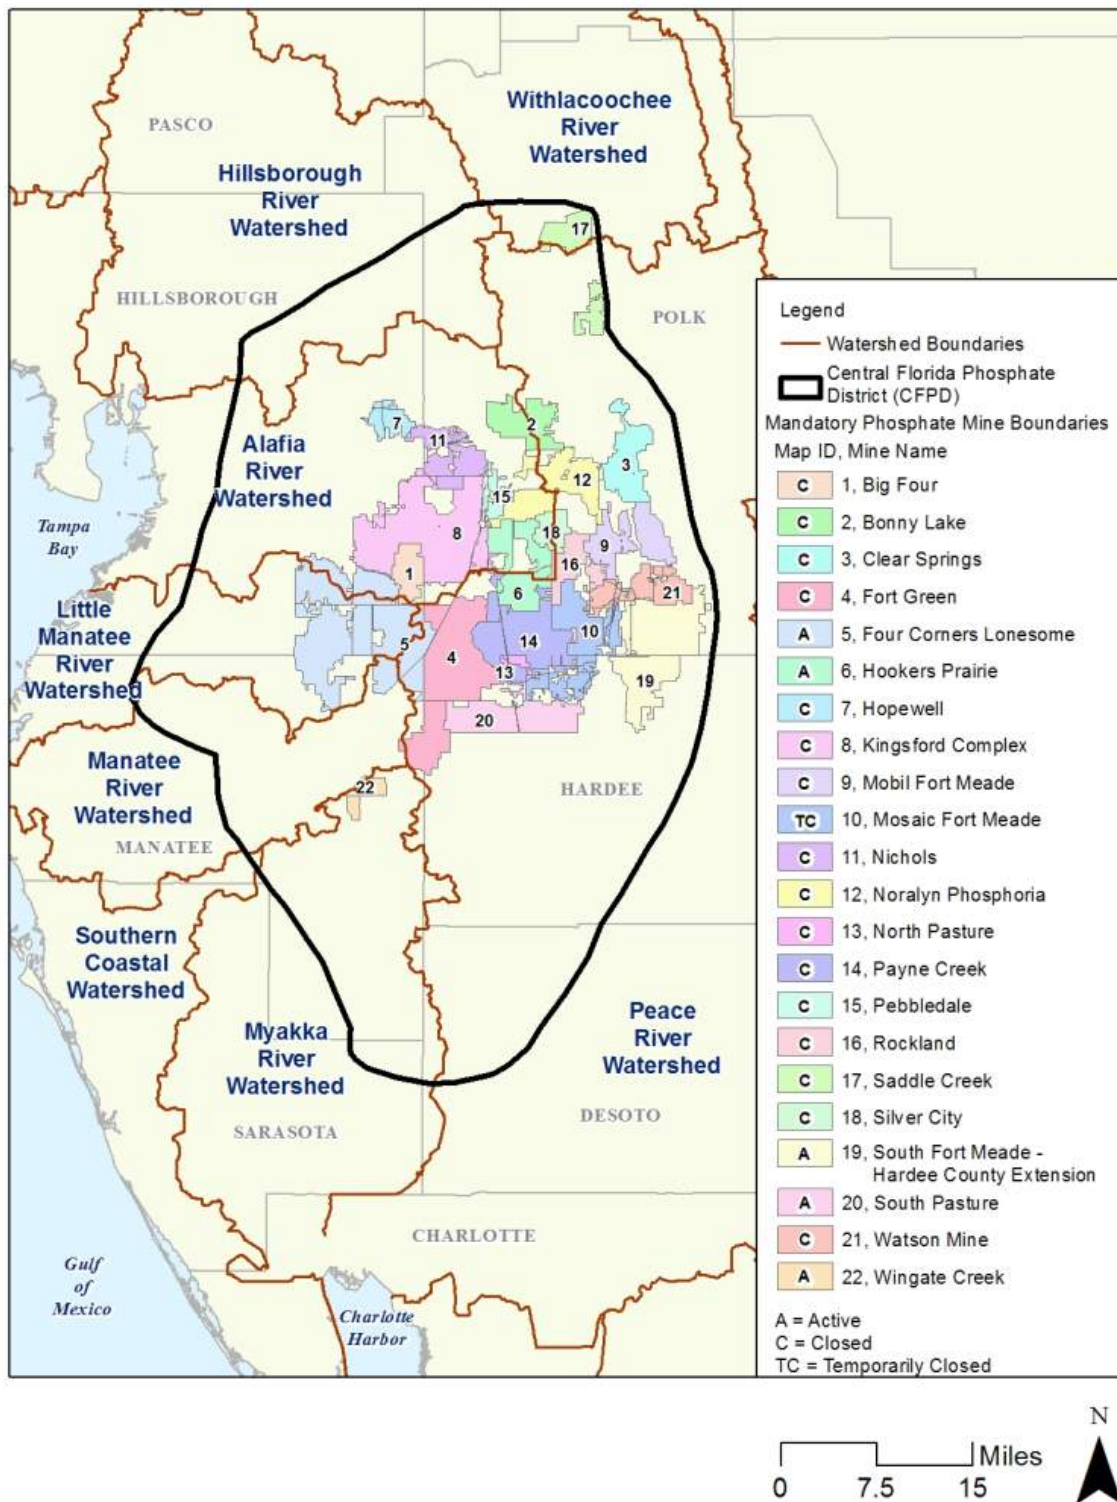 Withlacoochee
River
Watershed
PASCO
Hillsborough
River
Watershed
17
HILLSBOROUGH
POLK
Legend
Watershed Boundaries
Central Florida Phosphate
District (CFPD)
Mandatory Phosphate Mine Boundaries
Map ID, Mine Name
C 1, Big Four
C 2, Bonny Lake
C 3, Clear Springs
C 4, Fort Green
A 5, Four Corners Lonesome
A 6, Hookers Prairie
C 7, Hopewell
C 8, Kingsford Complex
C 9, Mobil Fort Meade
TC 10, Mosaic Fort Meade
C 11, Nichols
C 12, Noralyn Phosphoria
C 13, North Pasture
C 14, Payne Creek
C 15, Pebbledale
C 16, Rockland
C 17, Saddle Creek
C 18, Silver City
A 19, South Fort Meade -
Hardee County Extension
A 20, South Pasture
C 21, Watson Mine
A 22, Wingate Creek
A = Active
C = Closed
TC = Temporarily Closed
7
2
11
Alafia
River
Watershed
3
12
15
Tampa
Bay
8
18
9
16
1
6
21
Little
Manatee
River
Watershed
10
5
14
4
13
19
20
Manatee
River
Watershed
22
HARDEE
MANATEE
Southern
Coastal
Watershed
Myakka
River
Watershed
Peace
River
Watershed
SARASOTA
DESOTO
CHARLOTTE
Gulf
of
Mexico
Charlotte
Harbor
N
Miles
0 7.5 15